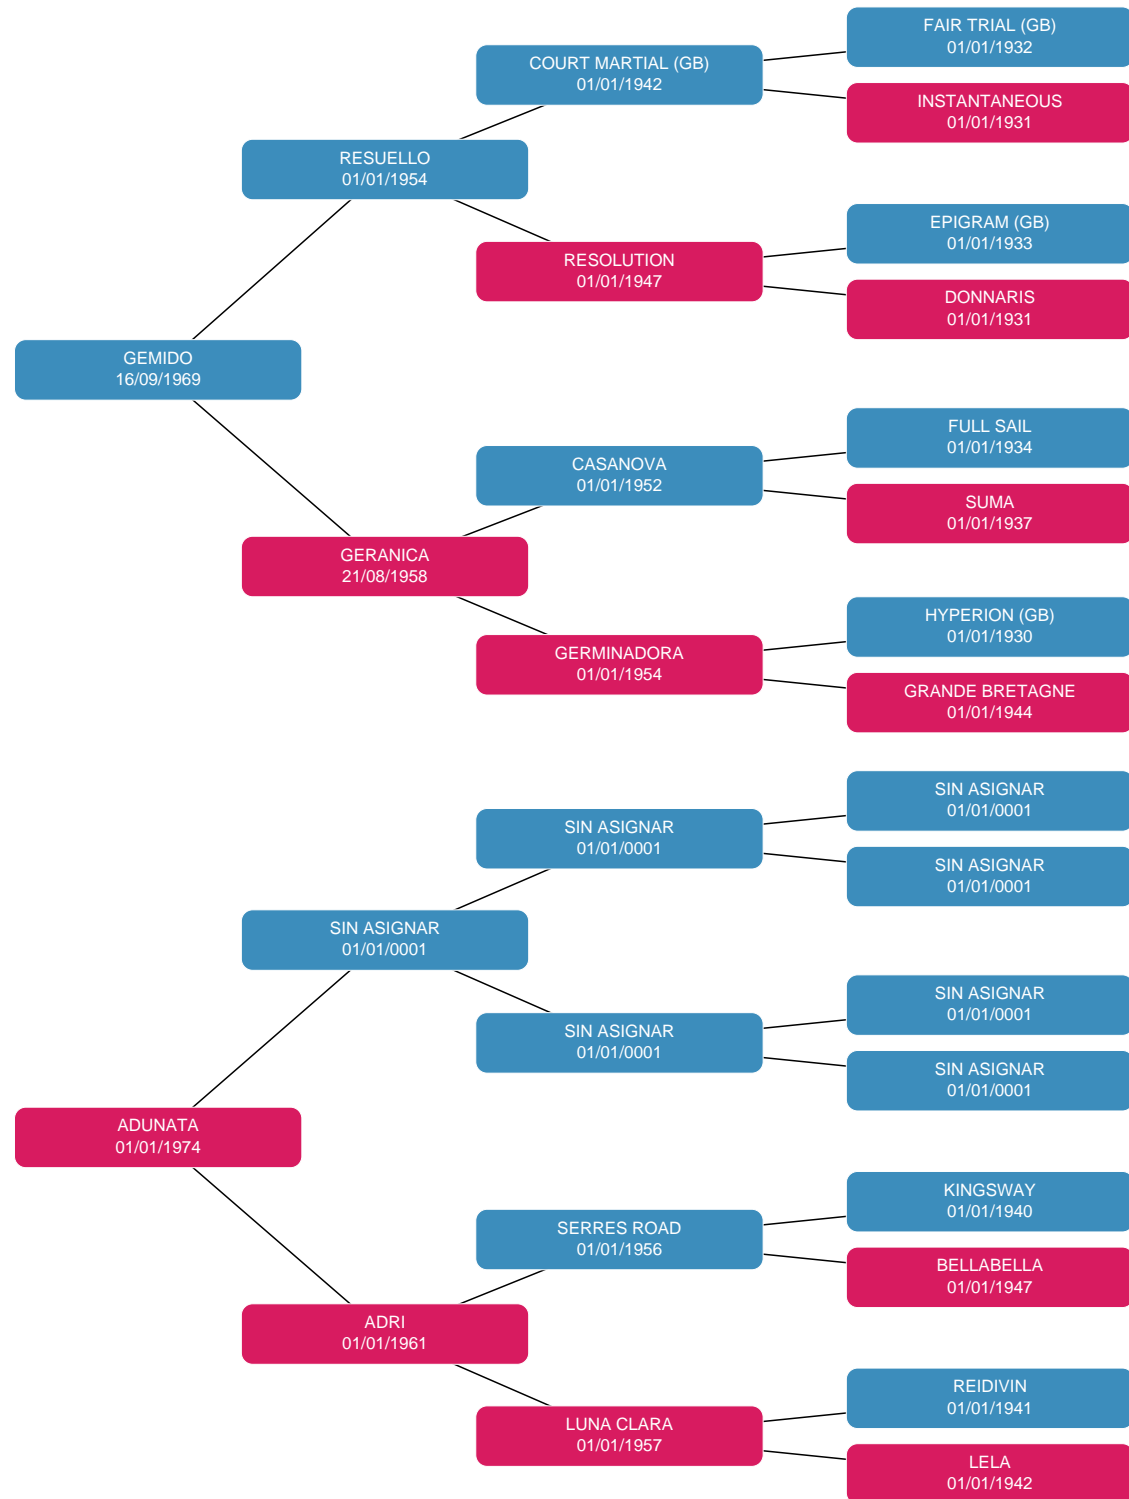 FAIR TRIAL (GB)
01/01/1932
COURT MARTIAL (GB)
01/01/1942
INSTANTANEOUS
01/01/1931
RESUELLO
01/01/1954
EPIGRAM (GB)
01/01/1933
RESOLUTION
01/01/1947
DONNARIS
01/01/1931
GEMIDO
16/09/1969
FULL SAIL
01/01/1934
CASANOVA
01/01/1952
SUMA
01/01/1937
GERANICA
21/08/1958
HYPERION (GB)
01/01/1930
GERMINADORA
01/01/1954
GRANDE BRETAGNE
01/01/1944
SIN ASIGNAR
01/01/0001
SIN ASIGNAR
01/01/0001
SIN ASIGNAR
01/01/0001
SIN ASIGNAR
01/01/0001
SIN ASIGNAR
01/01/0001
SIN ASIGNAR
01/01/0001
SIN ASIGNAR
01/01/0001
ADUNATA
01/01/1974
KINGSWAY
01/01/1940
SERRES ROAD
01/01/1956
BELLABELLA
01/01/1947
ADRI
01/01/1961
REIDIVIN
01/01/1941
LUNA CLARA
01/01/1957
LELA
01/01/1942